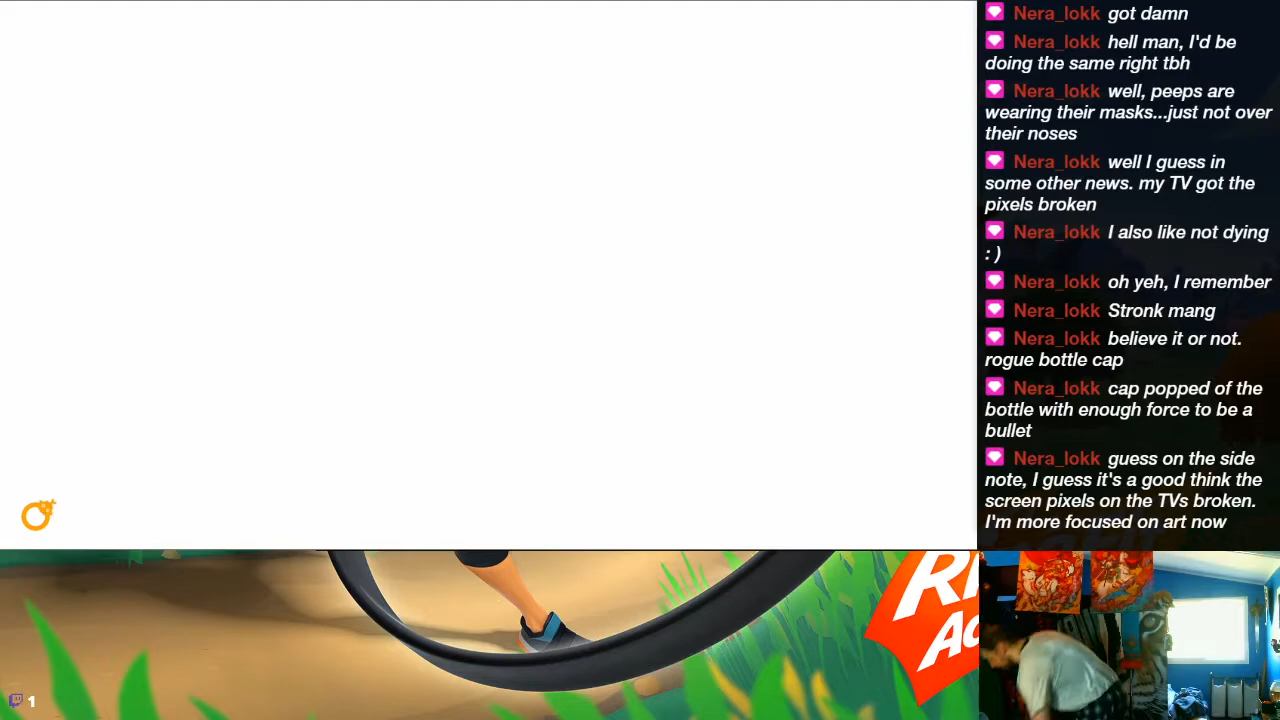 Nera_lokk got damn
Nera_lokk hell man, I'd be
doing the same right tbh
Nera_lokk well, peeps are
wearing their masks...just not over
their noses
Nera_lokk well I guess in
some other news. my TV got the
pixels broken
Nera_lokk I also like not dying
: )
Nera_lokk oh yeh, I remember
Nera_lokk Stronk mang
Nera_lokk believe it or not.
rogue bottle cap
Nera_lokk cap popped of the
bottle with enough force to be a
bullet
Nera_lokk guess on the side
note, I guess it's a good think the
screen pixels on the TVs broken.
I'm more focused on art now
1